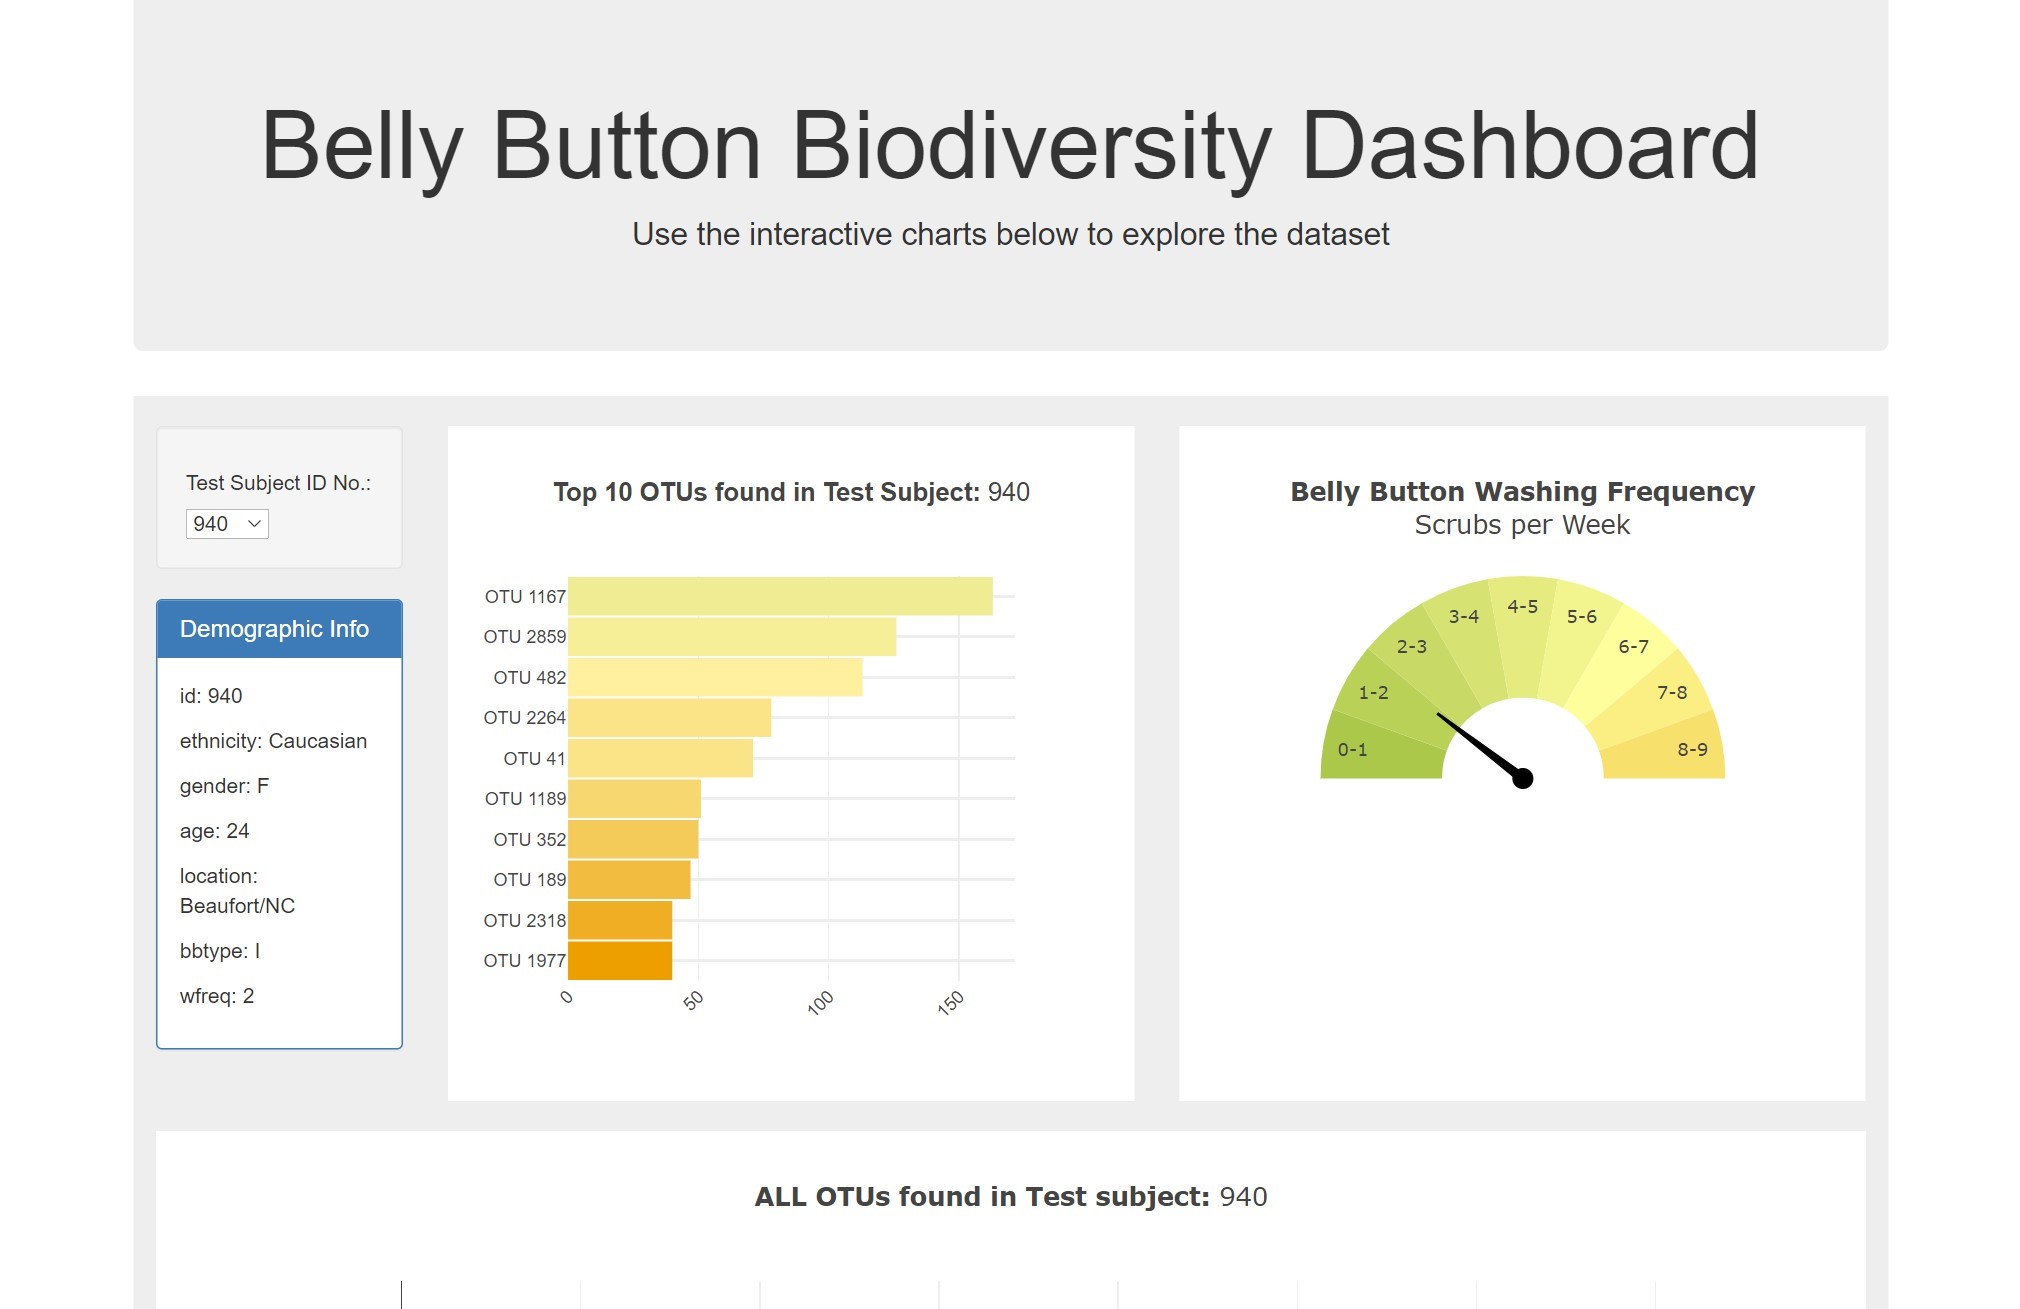 Belly Button Biodiversity Dashboard
Use the interactive charts below to explore the dataset
Test Subject ID No.:
940
Demographic Info
id: 940
ethnicity: Caucasian
gender: F
age: 24
location:
Beaufort/NC
bbtype: I
wfreq: 2
Top 10 OTUs found in Test Subject: 940
OTU 1167
OTU 2859
OTU 482
OTU 2264
OTU 41
OTU 1189
OTU 352
OTU 189
OTU 2318
OTU 1977
0 50 100 150
Belly Button Washing Frequency
Scrubs per Week
0-1
1-2
2-3
3-4
4-5
5-6
6-7
7-8
8-9
ALL OTUs found in Test subject: 940